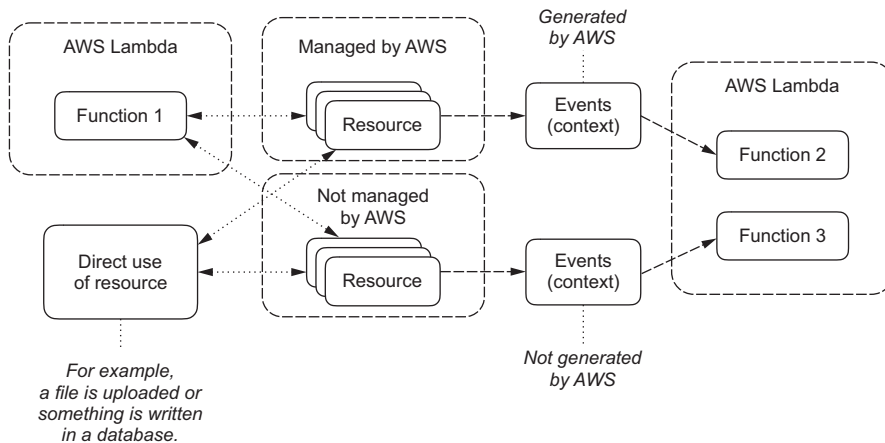 AWS Lambda
Function 1
Managed by AWS
Resource
Generated
by AWS
Events
(context)
AWS Lambda
Function 2
Function 3
Direct use
of resource
Not managed
by AWS
Resource
Events
(context)
Not generated
by AWS
For example,
a file is uploaded or
something is written
in a database.